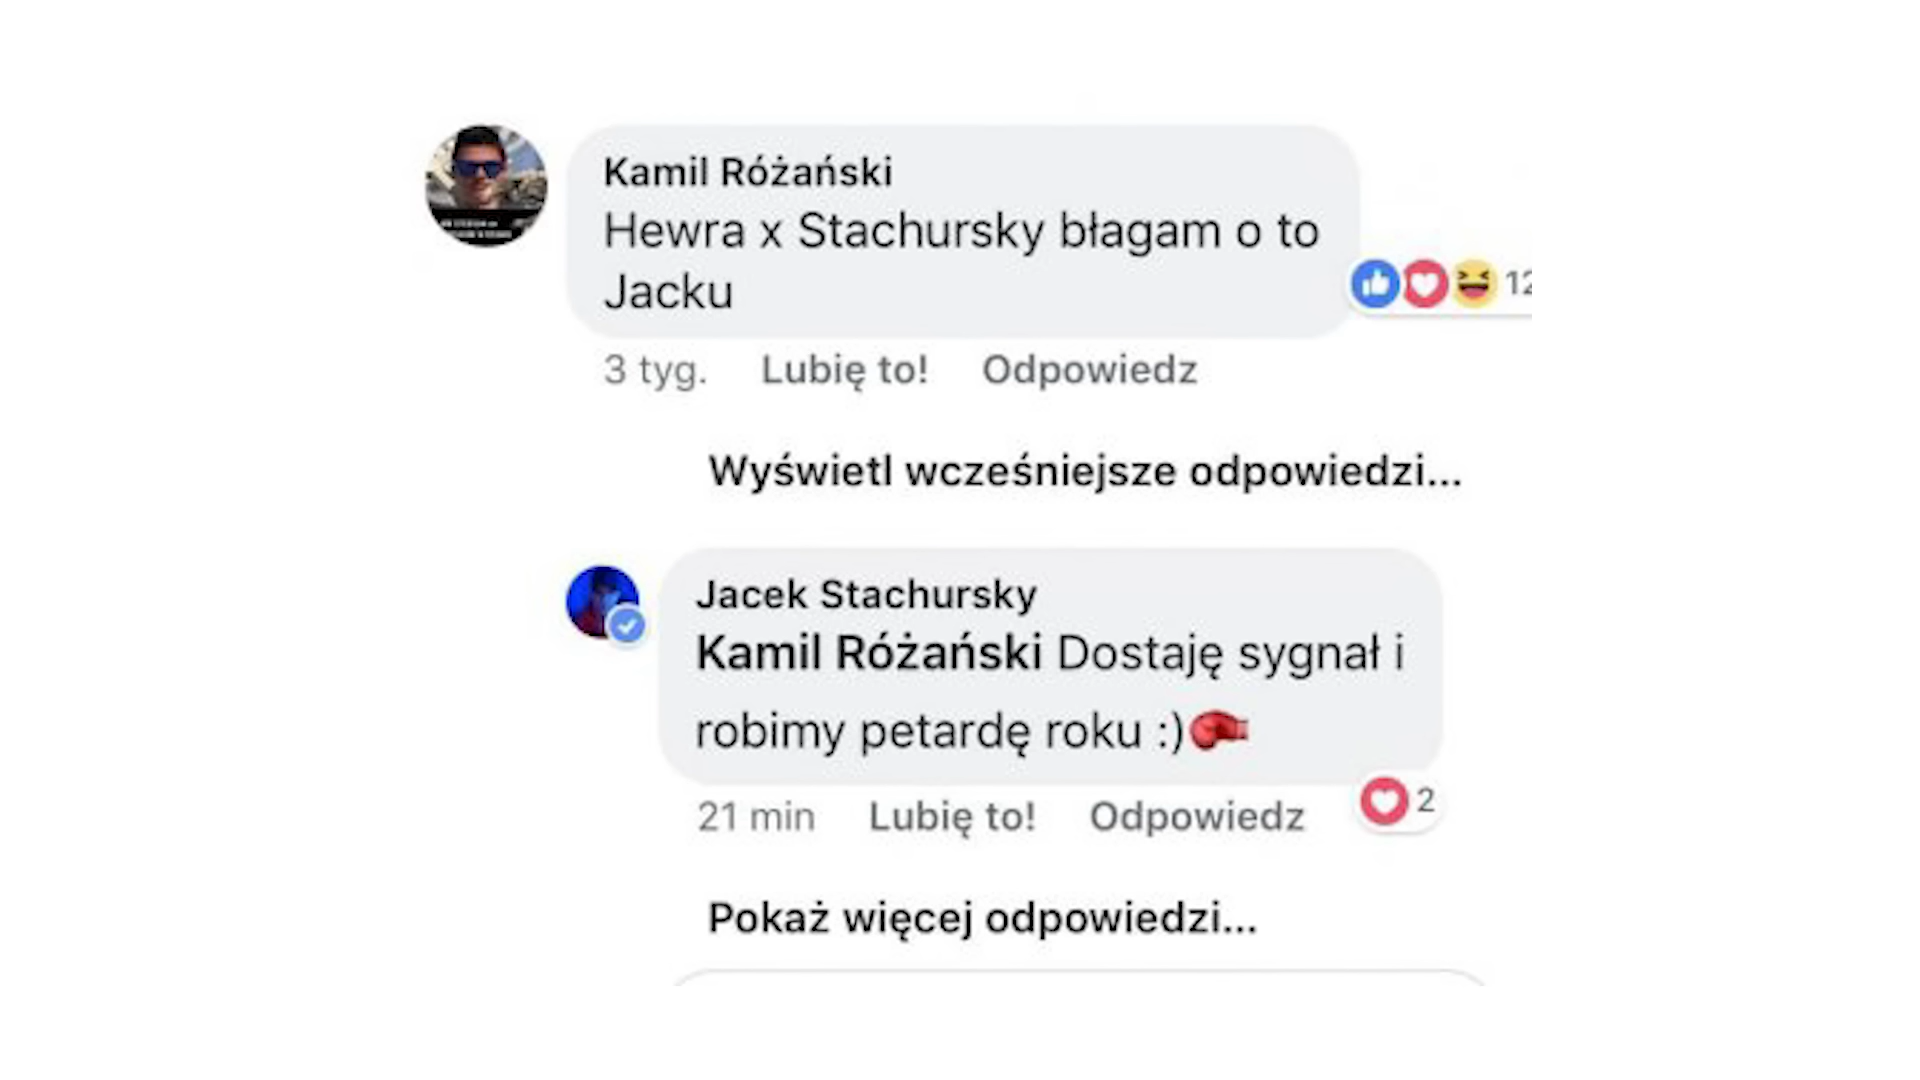 Kamil Różański
Hewra x Stachursky błagam o to
Jacku
12
3 tyg. Lubię to! Odpowiedz
Wyświetl wcześniejsze odpowiedzi...
Jacek Stachursky
Kamil Różański Dostaję sygnał i
robimy petardę roku :)🥊
21 min Lubię to! Odpowiedz 2
Pokaż więcej odpowiedzi...